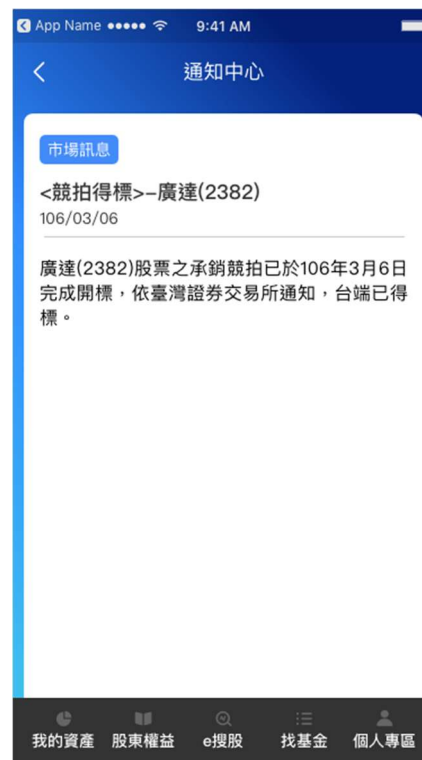 App Name 9:41 AM
通知中心
市場訊息
<競拍得標>–廣達(2382)
106/03/06
廣達(2382)股票之承銷競拍已於106年3月6日
完成開標，依臺灣證券交易所通知，台端已得
標。
我的資產 股東權益 e搜股 找基金 個人專區